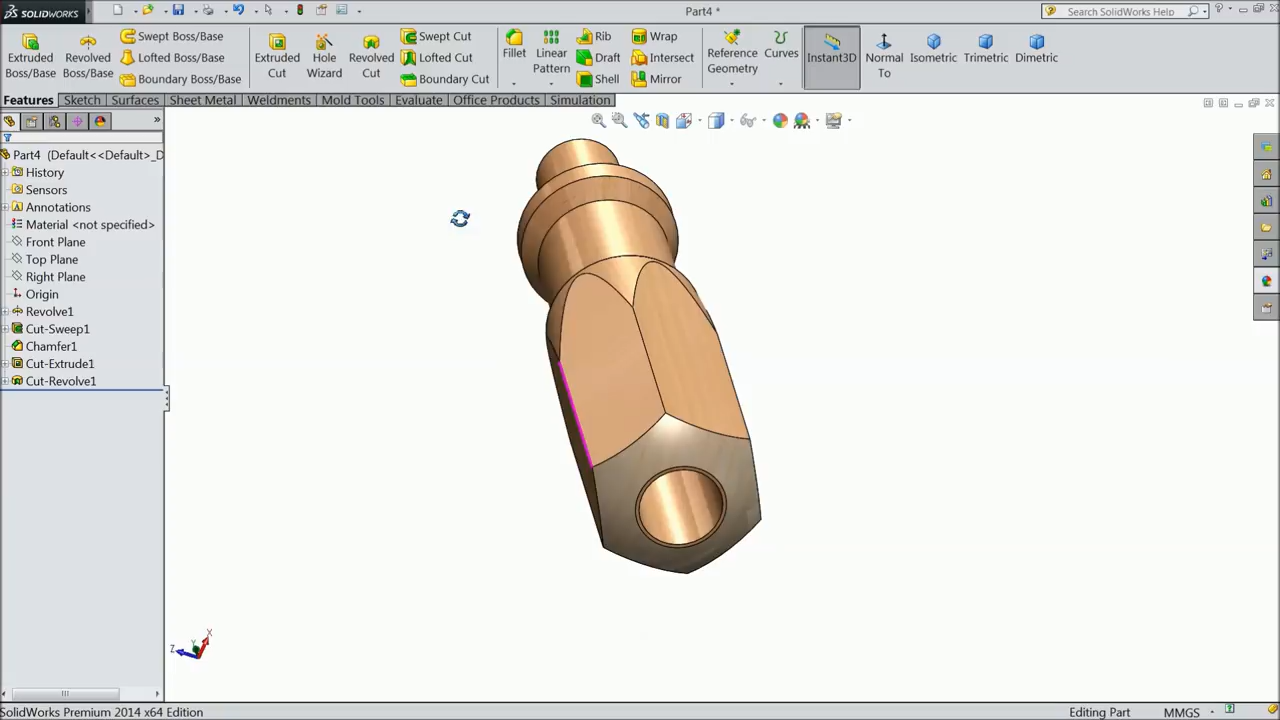 SOLIDWORKS
Part4 *
Search SolidWorks Help
Extruded Boss/Base
Revolved Boss/Base
Swept Boss/Base
Lofted Boss/Base
Boundary Boss/Base
Extruded Cut
Hole Wizard
Revolved Cut
Swept Cut
Lofted Cut
Boundary Cut
Fillet
Linear Pattern
Rib
Draft
Shell
Wrap
Intersect
Mirror
Reference Geometry
Curves
Instant3D
Normal To
Isometric
Trimetric
Dimetric
Features Sketch Surfaces Sheet Metal Weldments Mold Tools Evaluate Office Products Simulation
Part4 (Default<<Default>_D
History
Sensors
Annotations
Material <not specified>
Front Plane
Top Plane
Right Plane
Origin
Revolve1
Cut-Sweep1
Chamfer1
Cut-Extrude1
Cut-Revolve1
X
Y
Z
SolidWorks Premium 2014 x64 Edition
Editing Part
MMGS